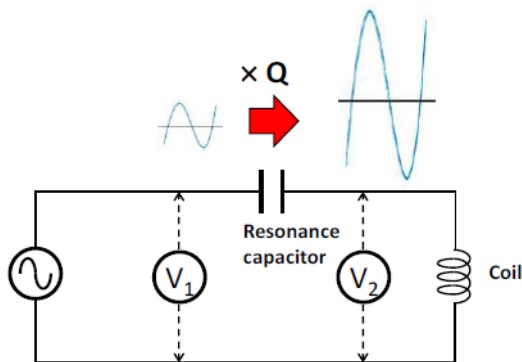 × Q
Resonance
capacitor
V1
V2
Coil